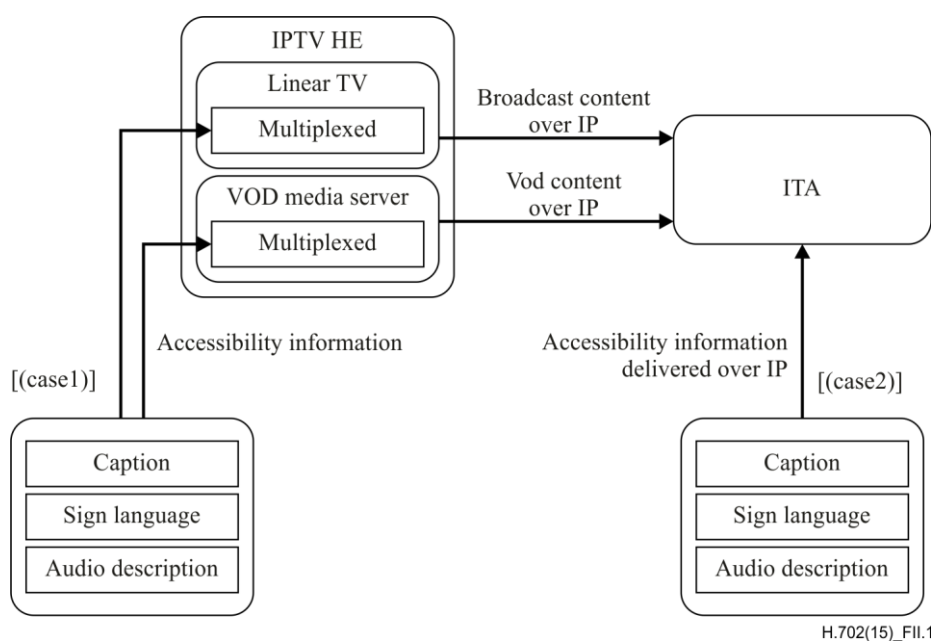 IPTV HE
Linear TV
Multiplexed
VOD media server
Multiplexed
Broadcast content
over IP
Vod content
over IP
ITA
Accessibility information
[(case1)]
Accessibility information
delivered over IP
[(case2)]
Caption
Sign language
Audio description
Caption
Sign language
Audio description
H.702(15)_FII.1